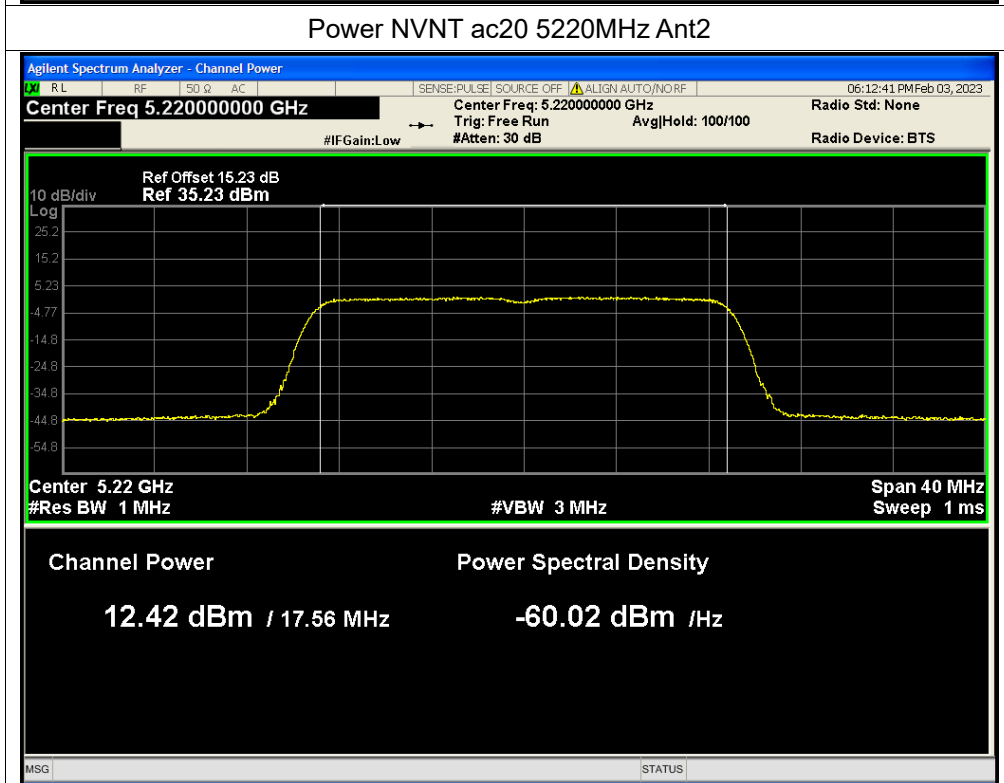 Power NVNT ac20 5220MHz Ant2
Agilent Spectrum Analyzer - Channel Power
LXI RL RF 50 Ω AC SENSE:PULSE SOURCE OFF ALIGN AUTO/NO RF 06:12:41 PM Feb 03, 2023
Center Freq 5.220000000 GHz Center Freq: 5.220000000 GHz Radio Std: None
Trig: Free Run Avg|Hold: 100/100
#IFGain:Low #Atten: 30 dB Radio Device: BTS
Ref Offset 15.23 dB
10 dB/div Ref 35.23 dBm
Log
25.2
15.2
5.23
-4.77
-14.8
-24.8
-34.8
-44.8
-54.8
Center 5.22 GHz Span 40 MHz
#Res BW 1 MHz #VBW 3 MHz Sweep 1 ms
Channel Power Power Spectral Density
12.42 dBm / 17.56 MHz -60.02 dBm /Hz
MSG STATUS